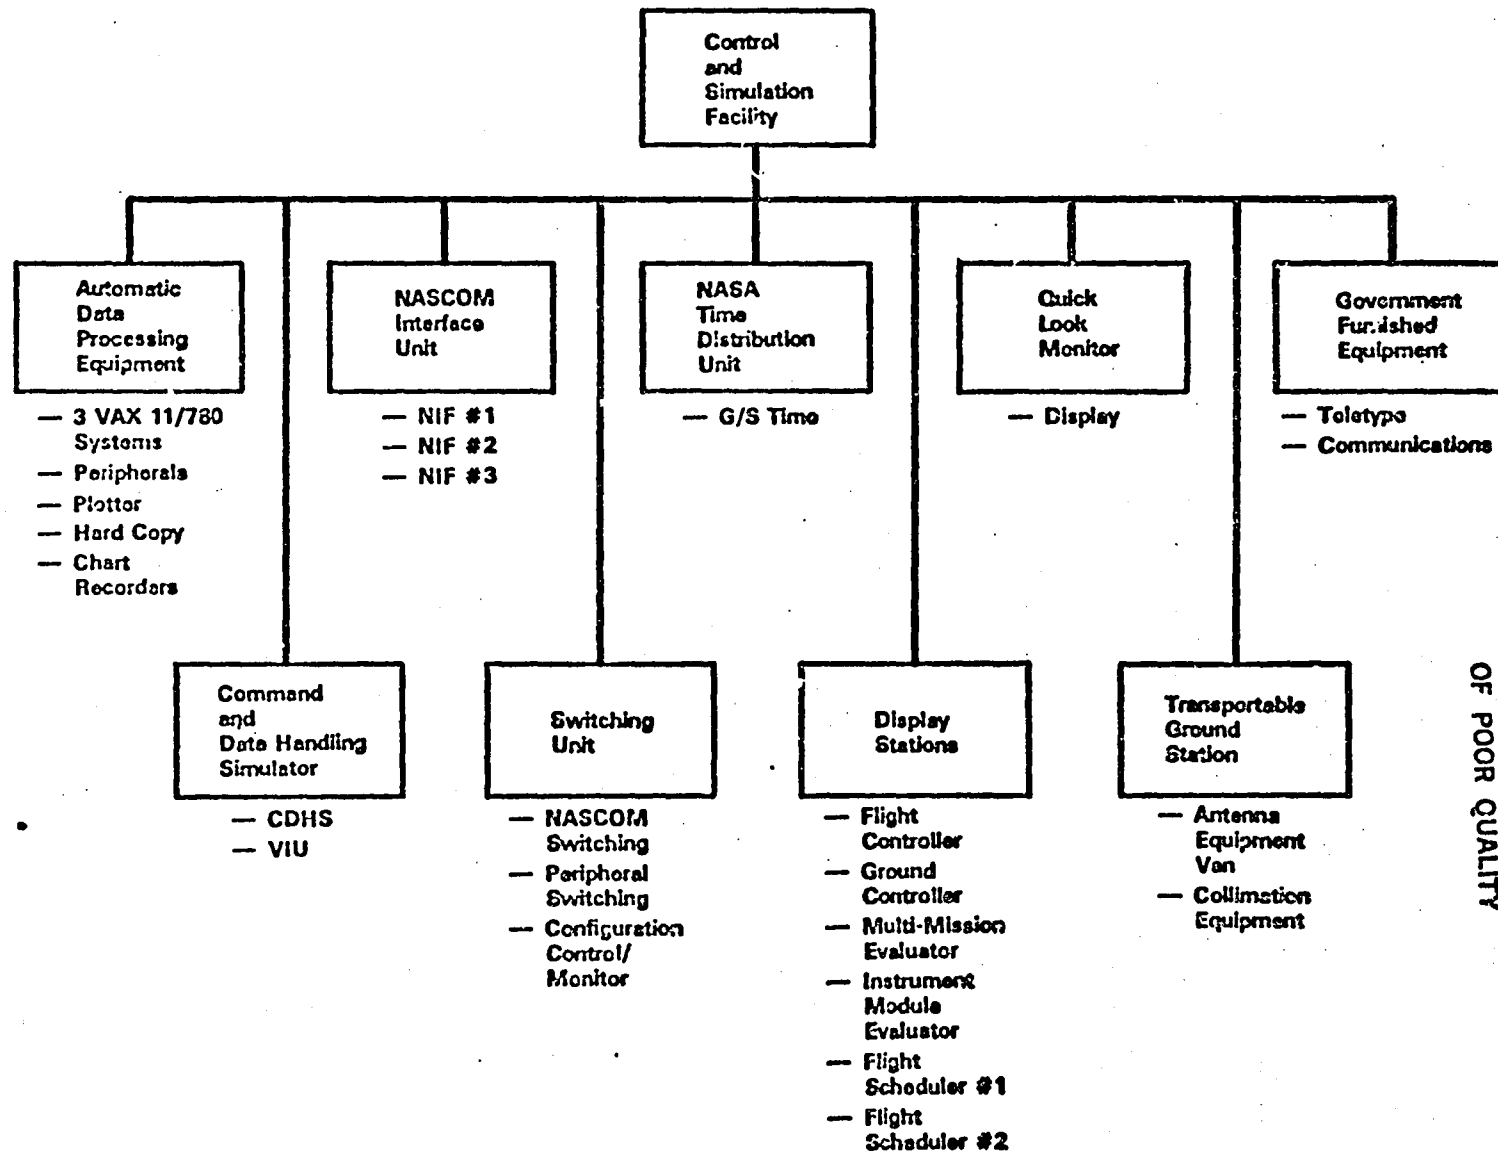 Control
and
Simulation
Facility
Automatic
Data
Processing
Equipment
— 3 VAX 11/780
Systems
— Peripherals
— Plotter
— Hard Copy
— Chart
Recorders
NASCOM
Interface
Unit
— NIF #1
— NIF #2
— NIF #3
NASA
Time
Distribution
Unit
— G/S Time
Quick
Look
Monitor
— Display
Government
Furnished
Equipment
— Teletype
— Communications
Command
and
Data Handling
Simulator
— CDHS
— VIU
Switching
Unit
— NASCOM
Switching
— Peripheral
Switching
— Configuration
Control/
Monitor
Display
Stations
— Flight
Controller
— Ground
Controller
— Multi-Mission
Evaluator
— Instrument
Module
Evaluator
— Flight
Scheduler #1
— Flight
Scheduler #2
Transportable
Ground
Station
— Antenna
Equipment
Van
— Collimation
Equipment
OF POOR QUALITY